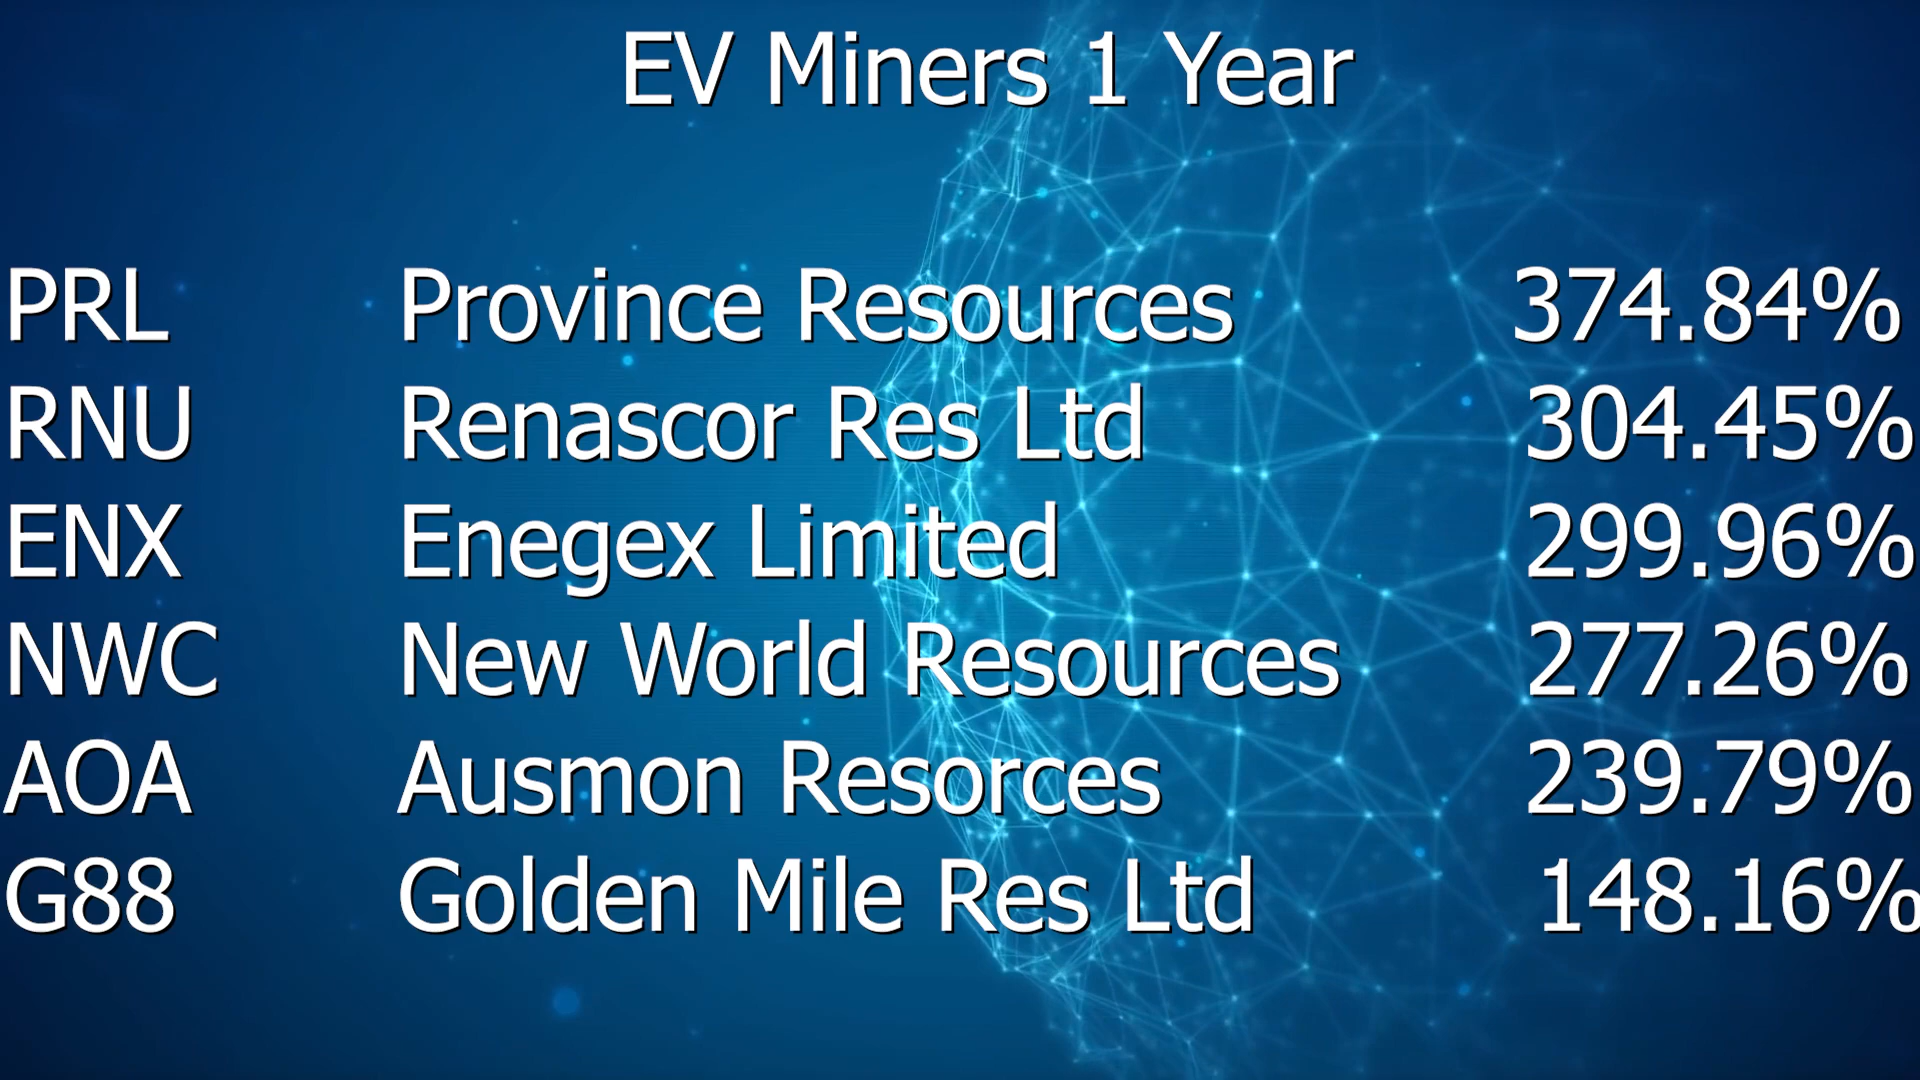 EV Miners 1 Year
PRL Province Resources 374.84%
RNU Renascor Res Ltd 304.45%
ENX Enegex Limited 299.96%
NWC New World Resources 277.26%
AOA Ausmon Resorces 239.79%
G88 Golden Mile Res Ltd 148.16%